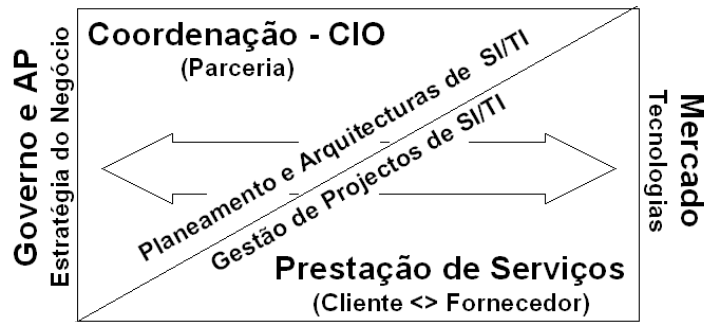 Governo e AP
Estratégia do Negócio
Coordenação - CIO
(Parceria)
Planeamento e Arquitecturas de SI/TI
Gestão de Projectos de SI/TI
Prestação de Serviços
(Cliente <> Fornecedor)
Mercado
Tecnologias